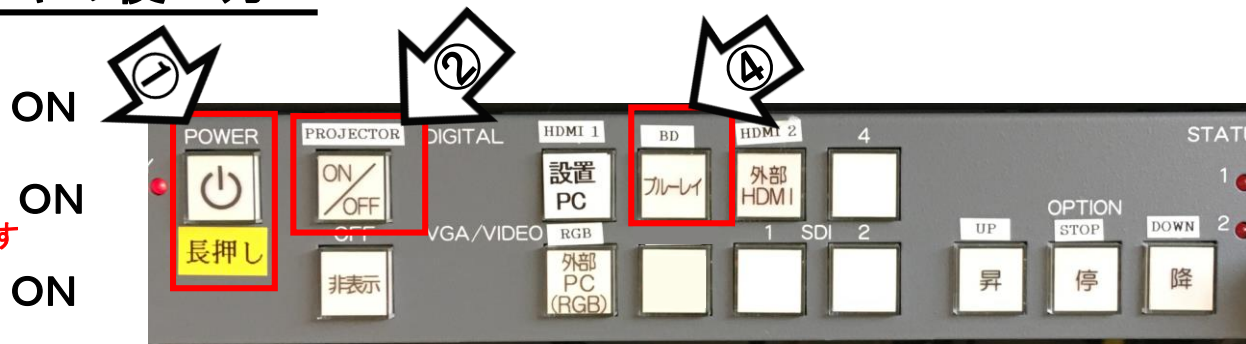 ① ② ④
ON
ON
す
ON
POWER
長押し
PROJECTOR
ON/OFF
OFF
非表示
DIGITAL
VGA/VIDEO
HDMI 1
設置
PC
RGB
外部
PC
(RGB)
BD
ブルーレイ
HDMI 2
外部
HDMI
4
1 SDI 2
OPTION
UP
昇
STOP
停
DOWN
降
1
2